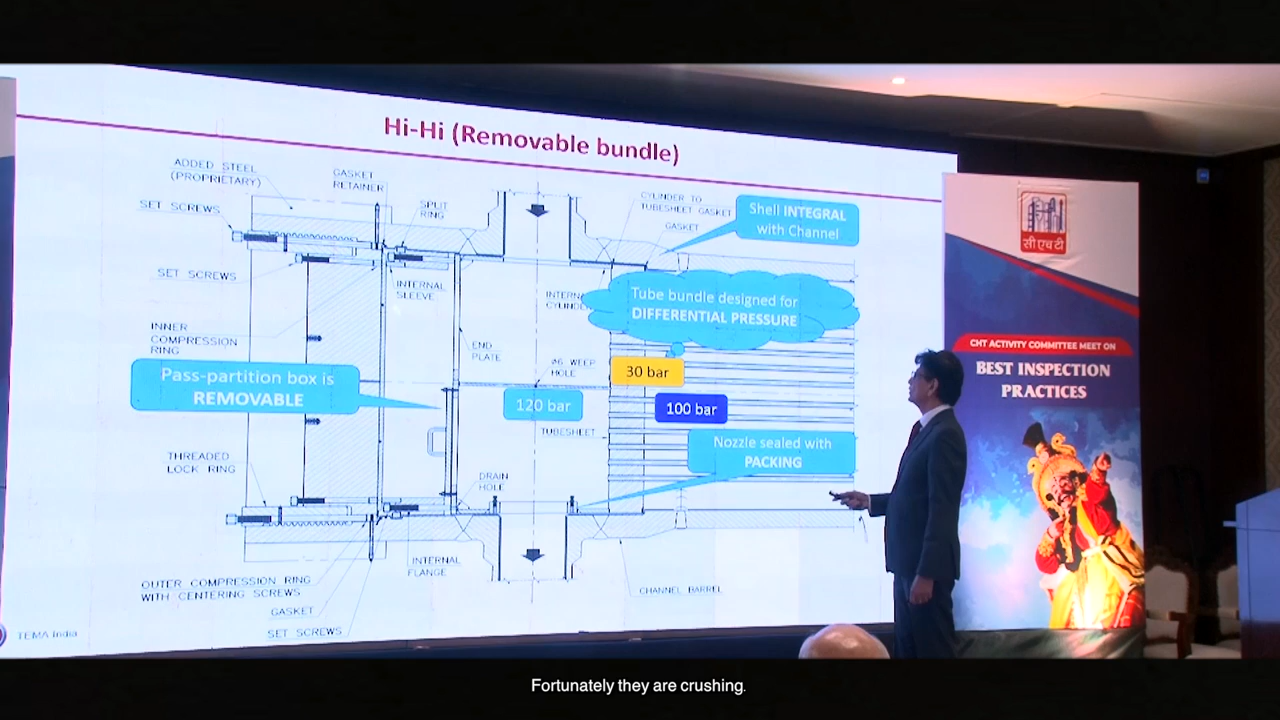 Hi-Hi (Removable bundle)
ADDED STEEL
(PROPRIETARY)
GASKET
RETAINER
SET SCREWS
SPLIT
RING
CYLINDER TO
TUBESHEET GASKET
GASKET
Shell INTEGRAL
with Channel
SET SCREWS
INTERNAL
SLEEVE
Tube bundle designed for
DIFFERENTIAL PRESSURE
INNER
COMPRESSION
RING
END
PLATE
Ø6 WEEP
HOLE
30 bar
Pass-partition box is
REMOVABLE
120 bar
100 bar
TUBESHEET
Nozzle sealed with
PACKING
THREADED
LOCK RING
DRAIN
HOLE
INTERNAL
FLANGE
OUTER COMPRESSION RING
WITH CENTERING SCREWS
CHANNEL BARREL
GASKET
SET SCREWS
TEMA India
सी एच टी
CHT ACTIVITY COMMITTEE MEET ON
BEST INSPECTION
PRACTICES
Fortunately they are crushing.